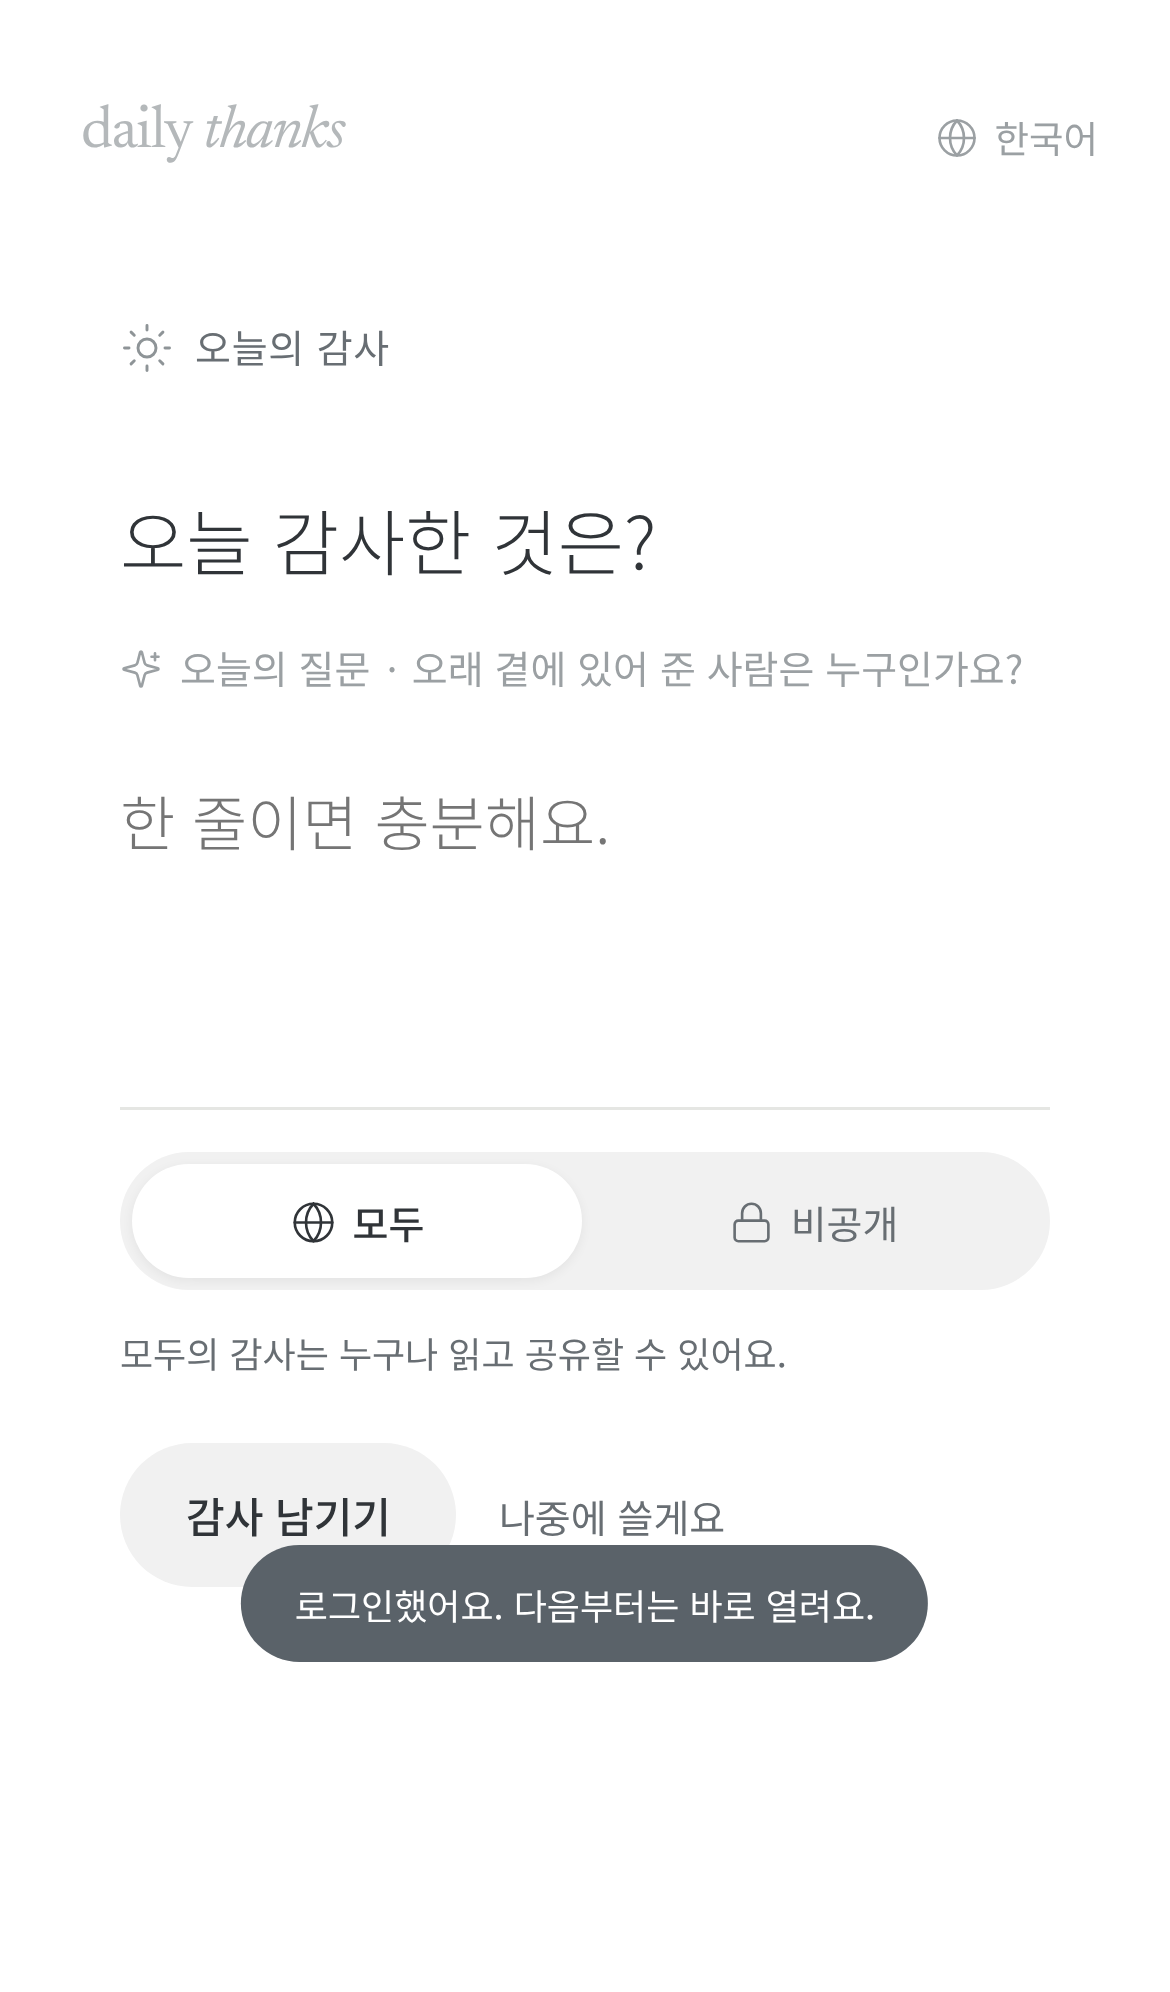 daily thanks
한국어
오늘의 감사
오늘 감사한 것은?
오늘의 질문 · 오래 곁에 있어 준 사람은 누구인가요?
한 줄이면 충분해요.
모두
비공개
모두의 감사는 누구나 읽고 공유할 수 있어요.
감사 남기기
나중에 쓸게요
로그인했어요. 다음부터는 바로 열려요.